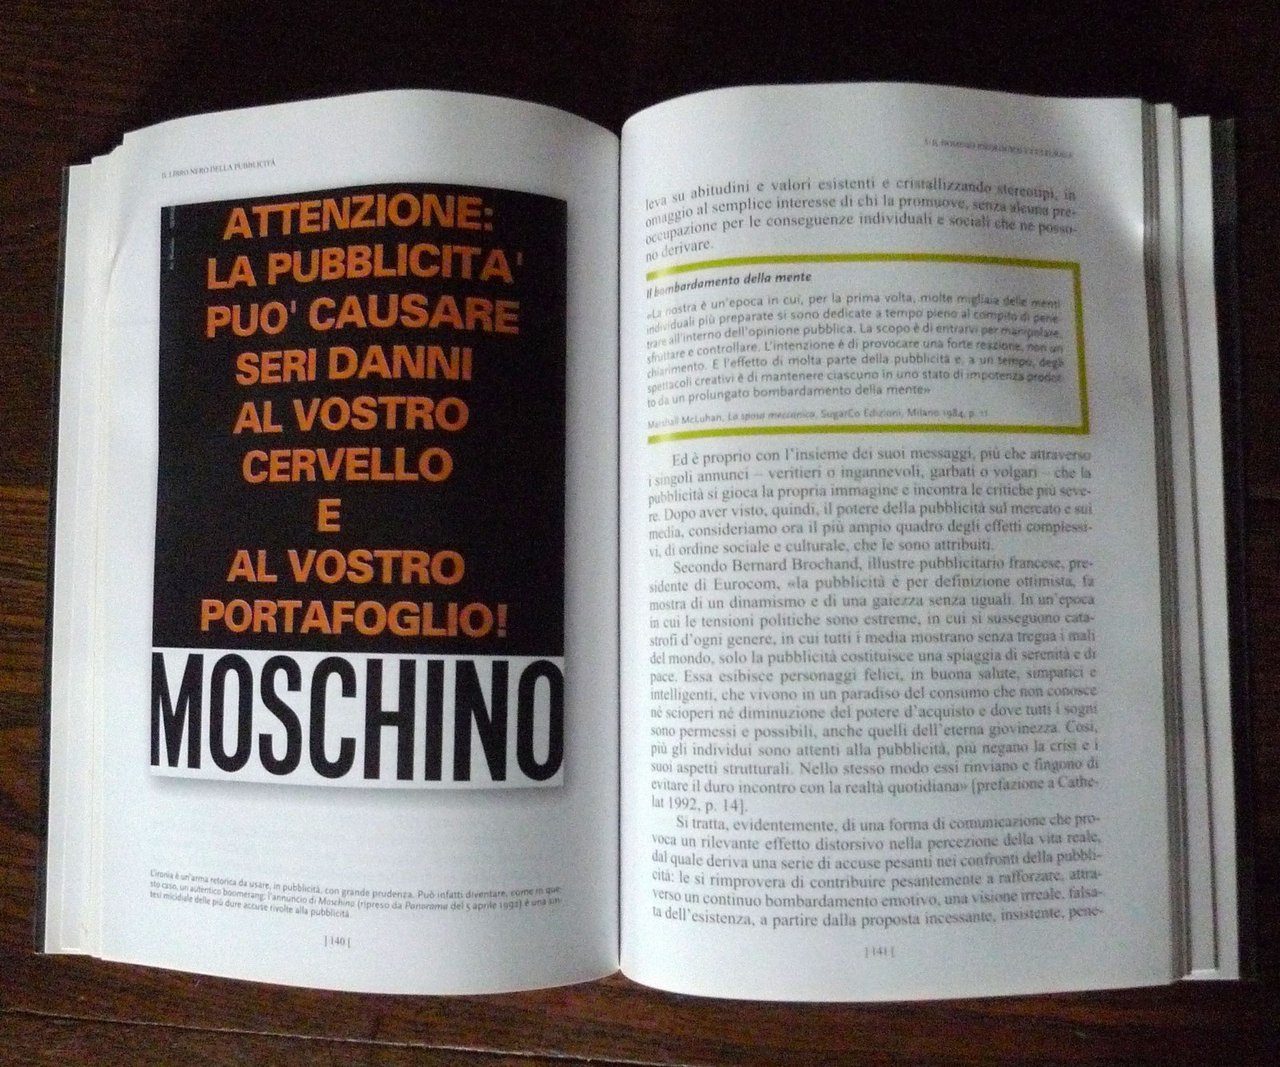 IL LIBRO NERO DELLA PUBBLICITÀ
ATTENZIONE:
LA PUBBLICITA'
PUO' CAUSARE
SERI DANNI
AL VOSTRO
CERVELLO
E
AL VOSTRO
PORTAFOGLIO!
MOSCHINO
L'ironia è un'arma retorica da usare, in pubblicità, con grande prudenza. Può infatti diventare, come in que-
sto caso, un autentico boomerang: l'annuncio di Moschino (ripreso da Panorama del 5 aprile 1992) è una sin-
tesi micidiale delle più dure accuse rivolte alla pubblicità.
] 140 [
leva su abitudini e valori esistenti e cristallizzando stereotipi, in
omaggio al semplice interesse di chi la promuove, senza alcuna pre-
occupazione per le conseguenze individuali e sociali che ne posso-
no derivare.
Il bombardamento della mente
«La nostra è un'epoca in cui, per la prima volta, molte migliaia delle menti
individuali più preparate si sono dedicate a tempo pieno al compito di pene-
trare all'interno dell'opinione pubblica. La scopo è di entrarvi per manipolare,
sfruttare e controllare. L'intenzione è di provocare una forte reazione, non un
chiarimento. E l'effetto di molta parte della pubblicità e, a un tempo, degli
spettacoli creativi è di mantenere ciascuno in uno stato di impotenza prodot-
to da un prolungato bombardamento della mente»
Marshall McLuhan, La sposa meccanica, SugarCo Edizioni, Milano 1984, p. 11
Ed è proprio con l'insieme dei suoi messaggi, più che attraverso
i singoli annunci – veritieri o ingannevoli, garbati o volgari – che la
pubblicità si gioca la propria immagine e incontra le critiche più seve-
re. Dopo aver visto, quindi, il potere della pubblicità sul mercato e sui
media, consideriamo ora il più ampio quadro degli effetti complessi-
vi, di ordine sociale e culturale, che le sono attribuiti.
Secondo Bernard Brochand, illustre pubblicitario francese, pre-
sidente di Eurocom, «la pubblicità è per definizione ottimista, fa
mostra di un dinamismo e di una gaiezza senza uguali. In un'epoca
in cui le tensioni politiche sono estreme, in cui si susseguono cata-
strofi d'ogni genere, in cui tutti i media mostrano senza tregua i mali
del mondo, solo la pubblicità costituisce una spiaggia di serenità e di
pace. Essa esibisce personaggi felici, in buona salute, simpatici e
intelligenti, che vivono in un paradiso del consumo che non conosce
né scioperi né diminuzione del potere d'acquisto e dove tutti i sogni
sono permessi e possibili, anche quelli dell'eterna giovinezza. Così,
più gli individui sono attenti alla pubblicità, più negano la crisi e i
suoi aspetti strutturali. Nello stesso modo essi rinviano e fingono di
evitare il duro incontro con la realtà quotidiana» [prefazione a Cathe-
lat 1992, p. 14].
Si tratta, evidentemente, di una forma di comunicazione che pro-
voca un rilevante effetto distorsivo nella percezione della vita reale,
dal quale deriva una serie di accuse pesanti nei confronti della pubbli-
cità: le si rimprovera di contribuire pesantemente a rafforzate, attra-
verso un continuo bombardamento emotivo, una visione irreale, falsa-
ta dell'esistenza, a partire dalla proposta incessante, insistente, pene-
] 141 [